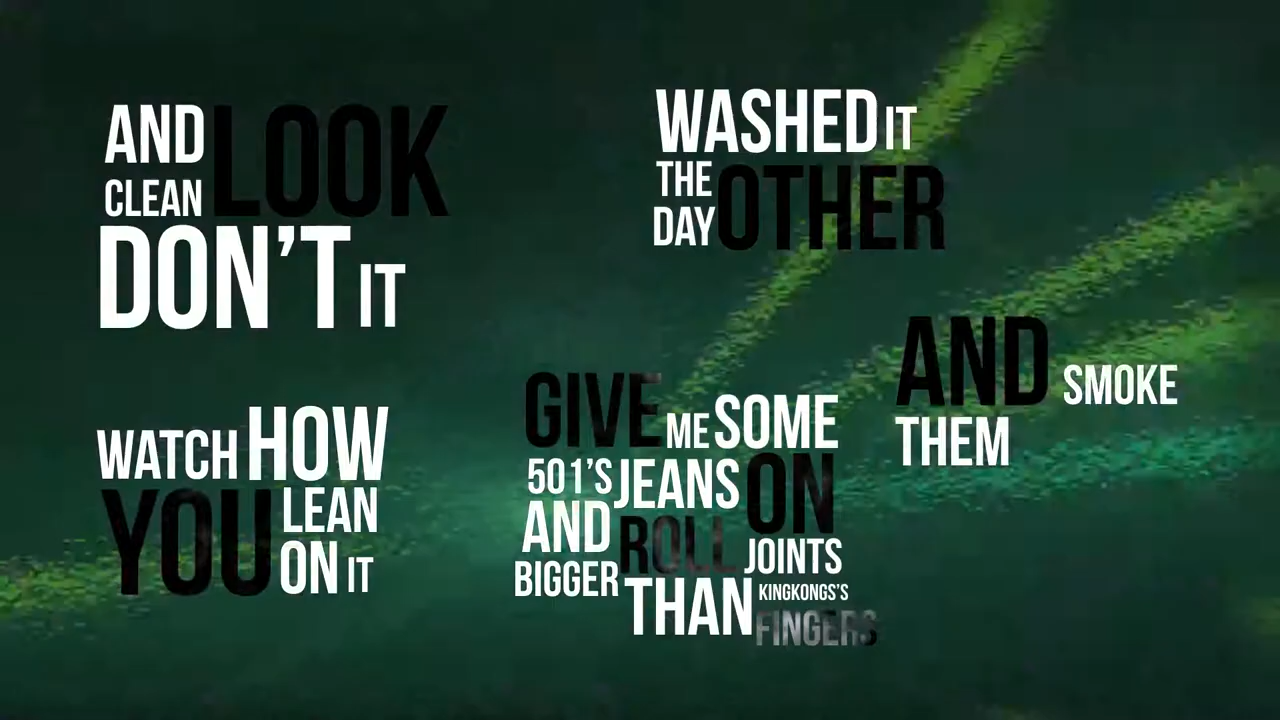 AND LOOK
CLEAN
DON'T IT
WASHED IT
THE OTHER
DAY
WATCH HOW
YOU LEAN
ON IT
GIVE ME SOME
501'S JEANS ON
AND ROLL JOINTS
BIGGER THAN KINGKONGS'S
FINGERS
AND SMOKE
THEM